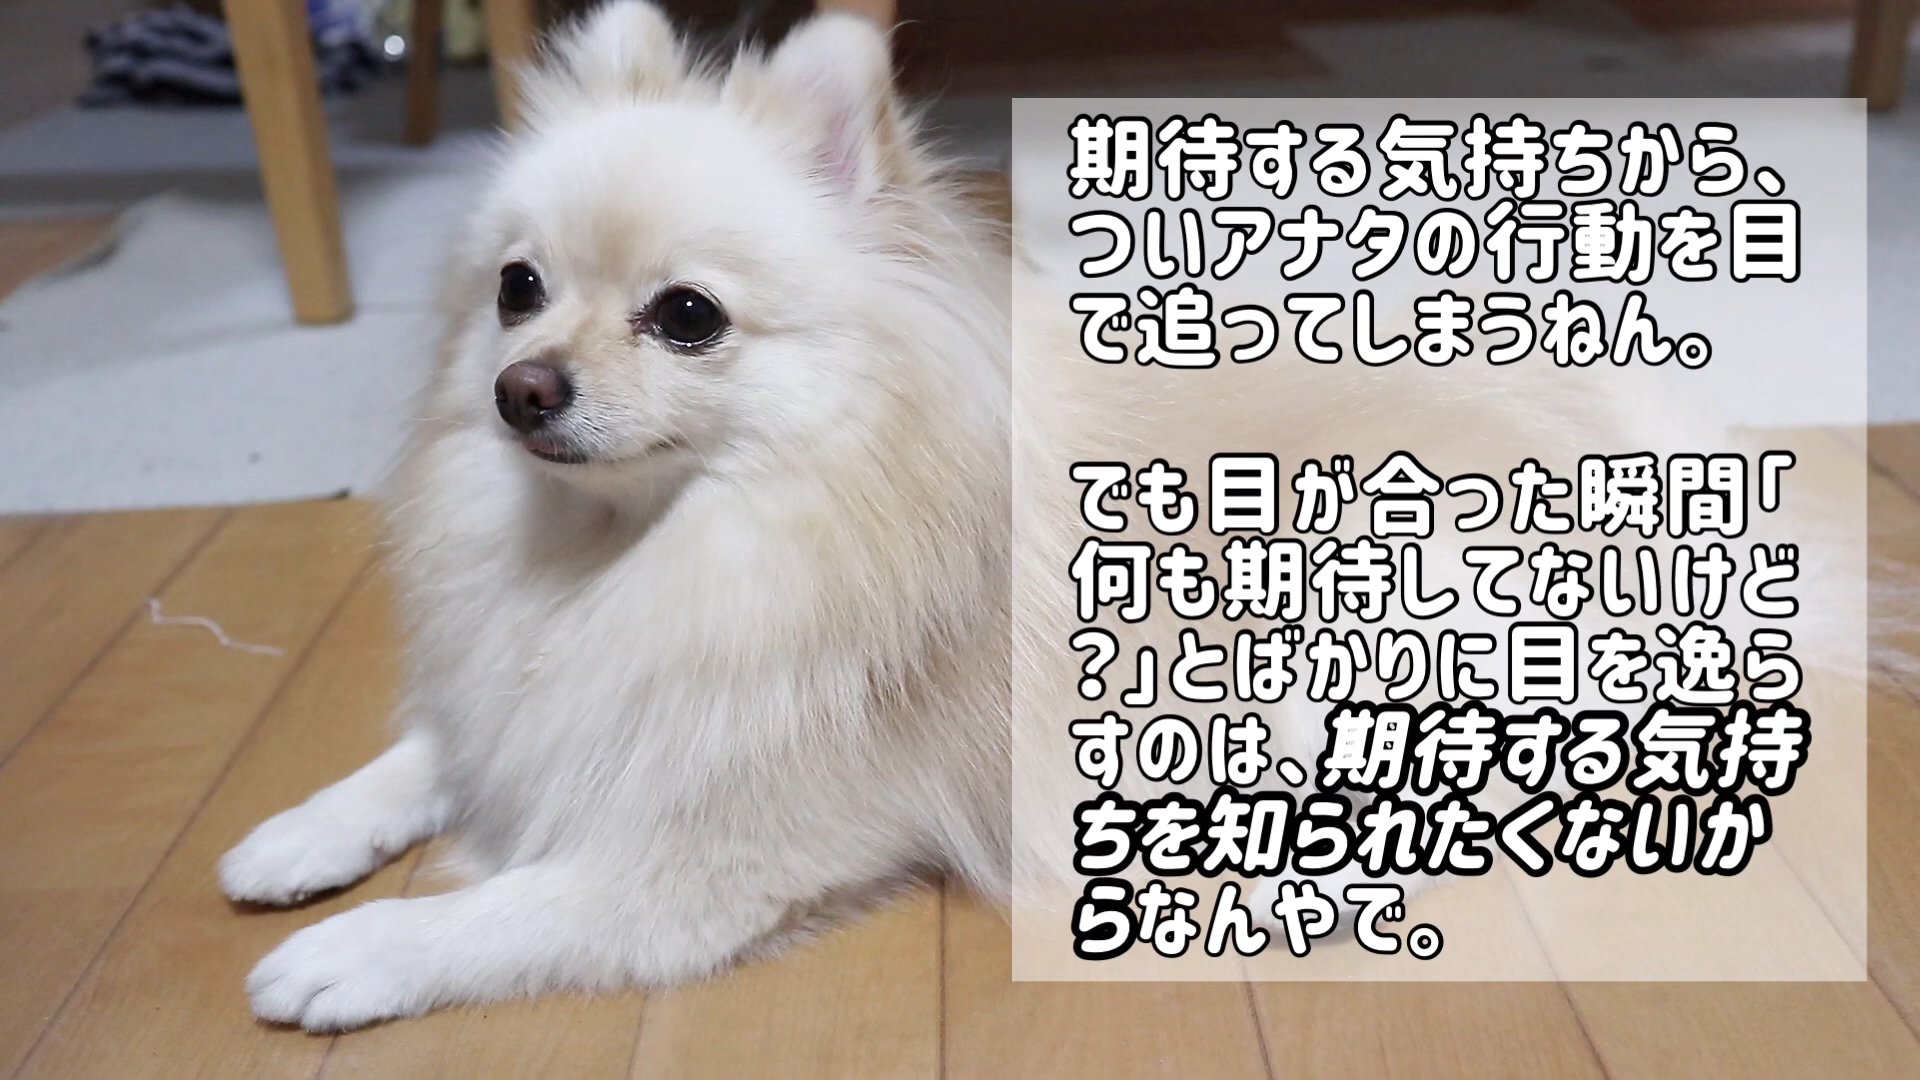 期待する気持ちから、
ついアナタの行動を目
で追ってしまうねん。
でも目が合った瞬間「
何も期待してないけど
？」とばかりに目を逸ら
すのは、期待する気持
ちを知られたくないか
らなんやで。